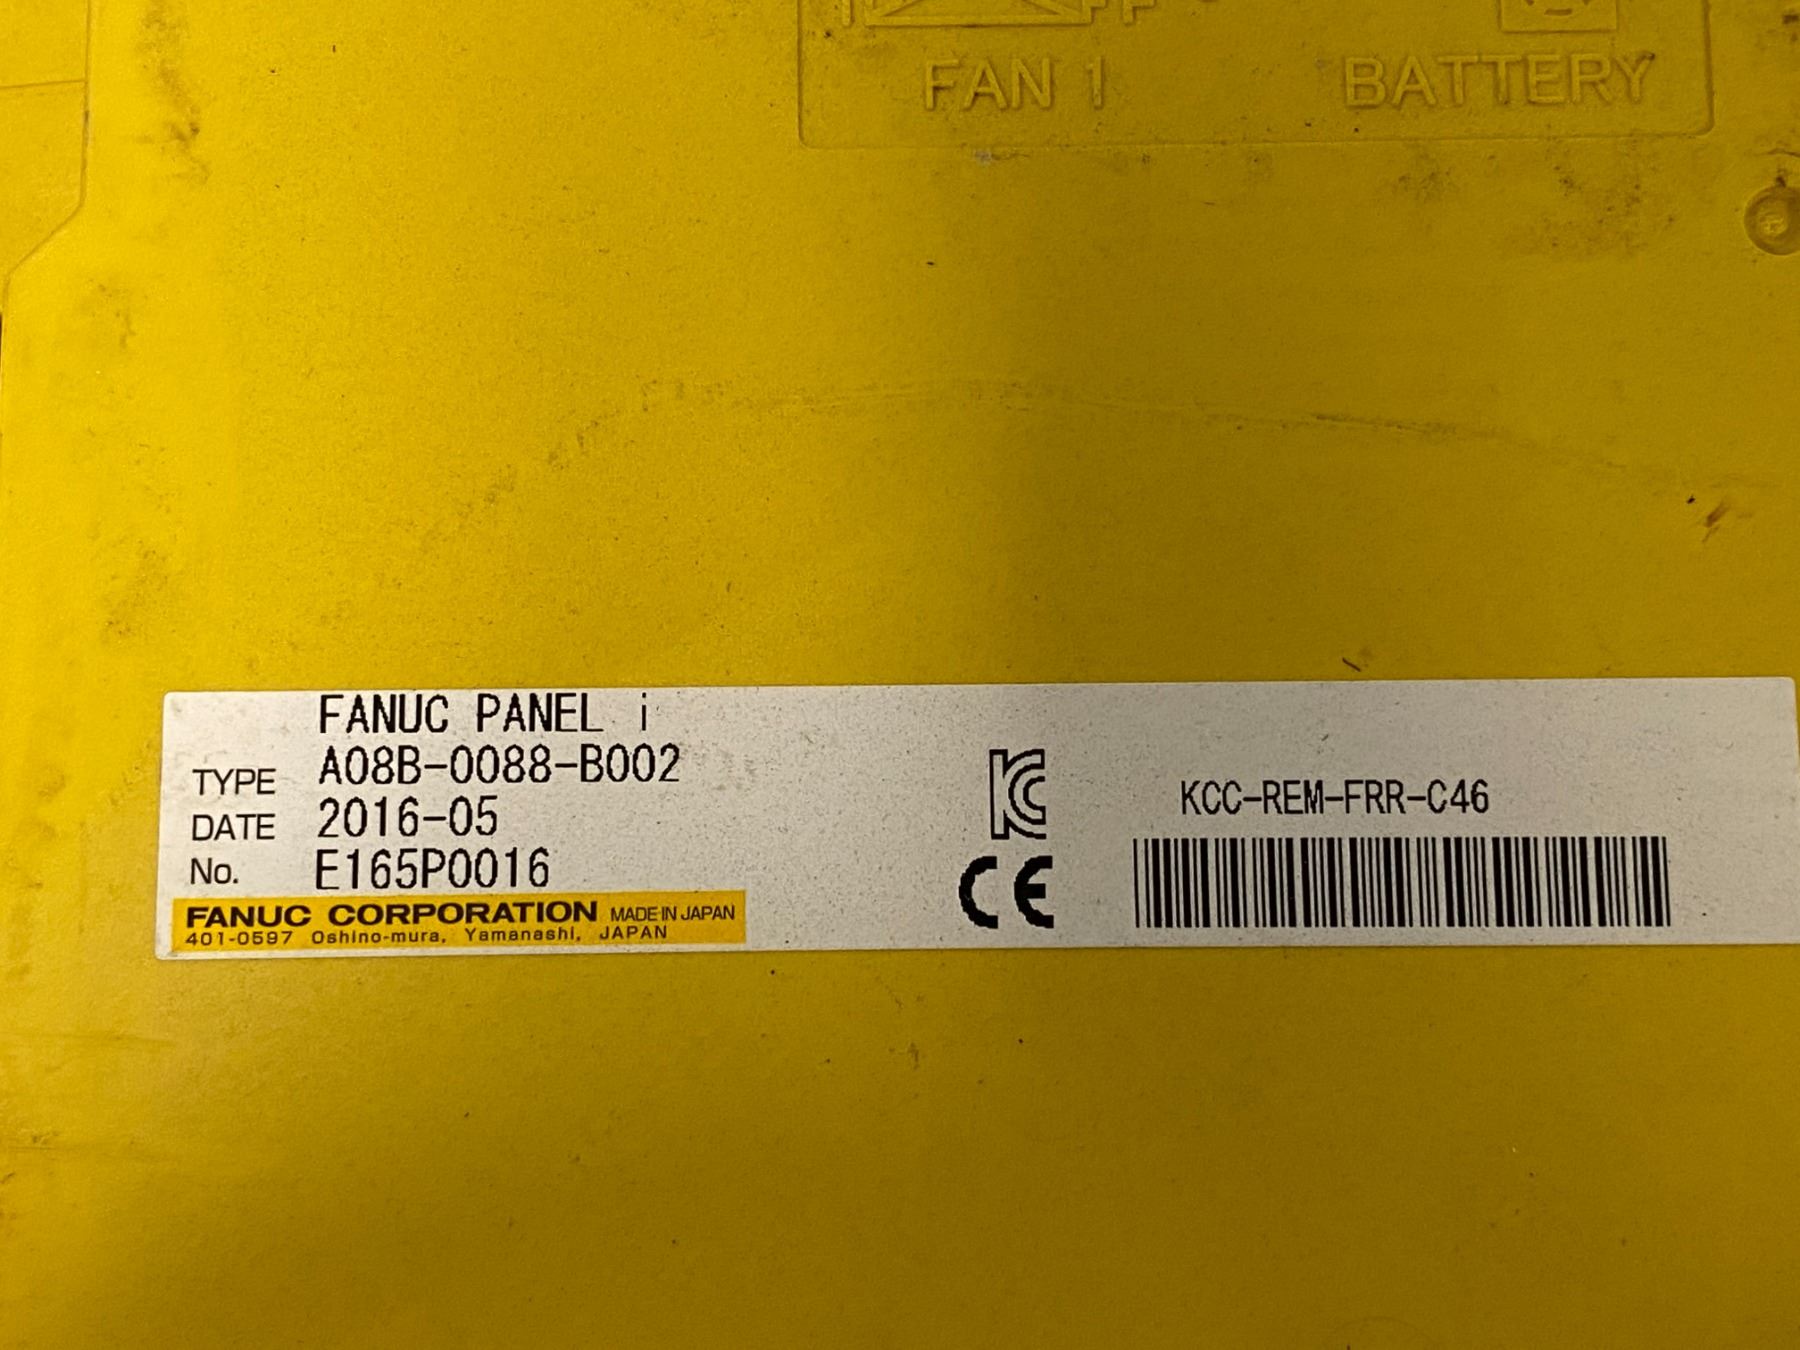 FAN 1
BATTERY
FANUC PANEL i
TYPE A08B-0088-B002
DATE 2016-05
No. E165P0016
FANUC CORPORATION MADE IN JAPAN
401-0597 Oshino-mura, Yamanashi, JAPAN
KCC-REM-FRR-C46
CE